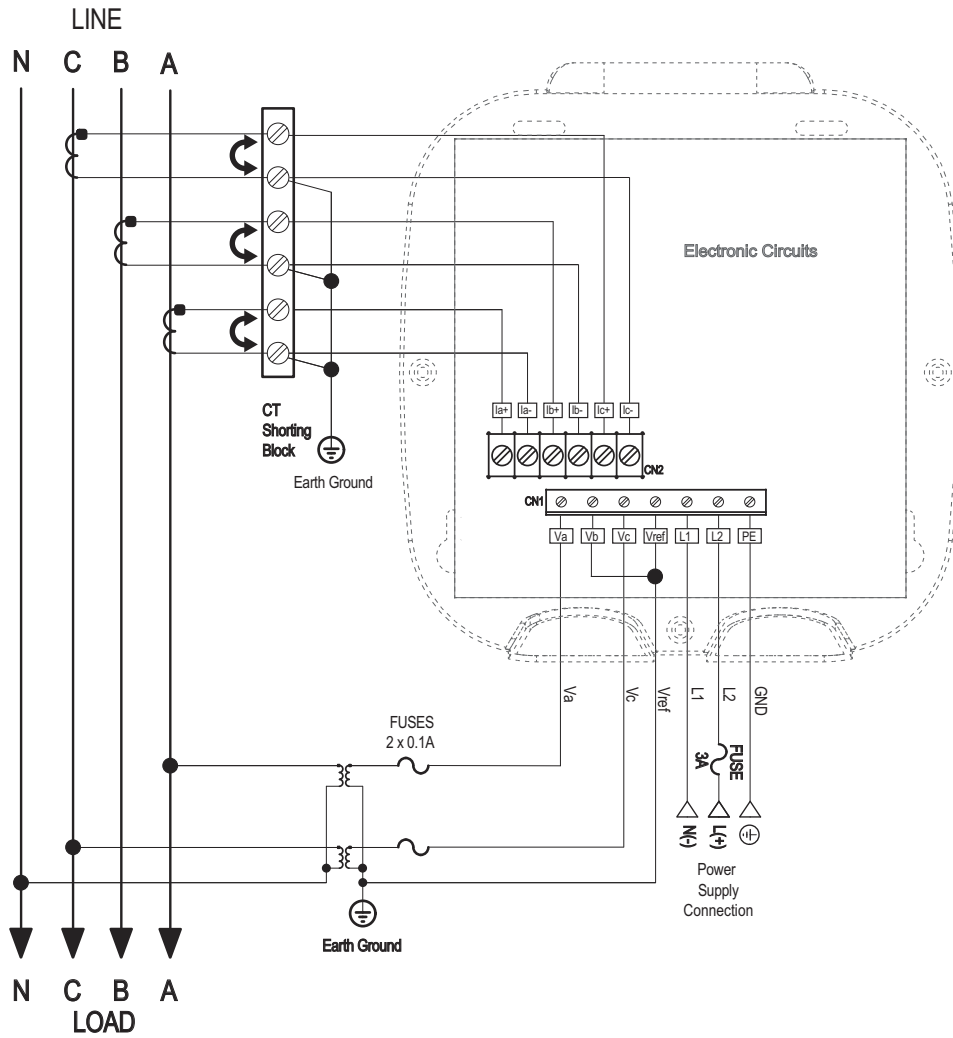 LINE
N C B A
Electronic Circuits
CT
Shorting
Block
Earth Ground
Ia+ Ia- Ib+ Ib- Ic+ Ic-
CN2
CN1
Va Vb Vc Vref L1 L2 PE
Va Vc Vref L1 L2 GND
FUSES
2 x 0.1A
FUSE
3A
N(-) L(+)
Power
Supply
Connection
Earth Ground
N C B A
LOAD